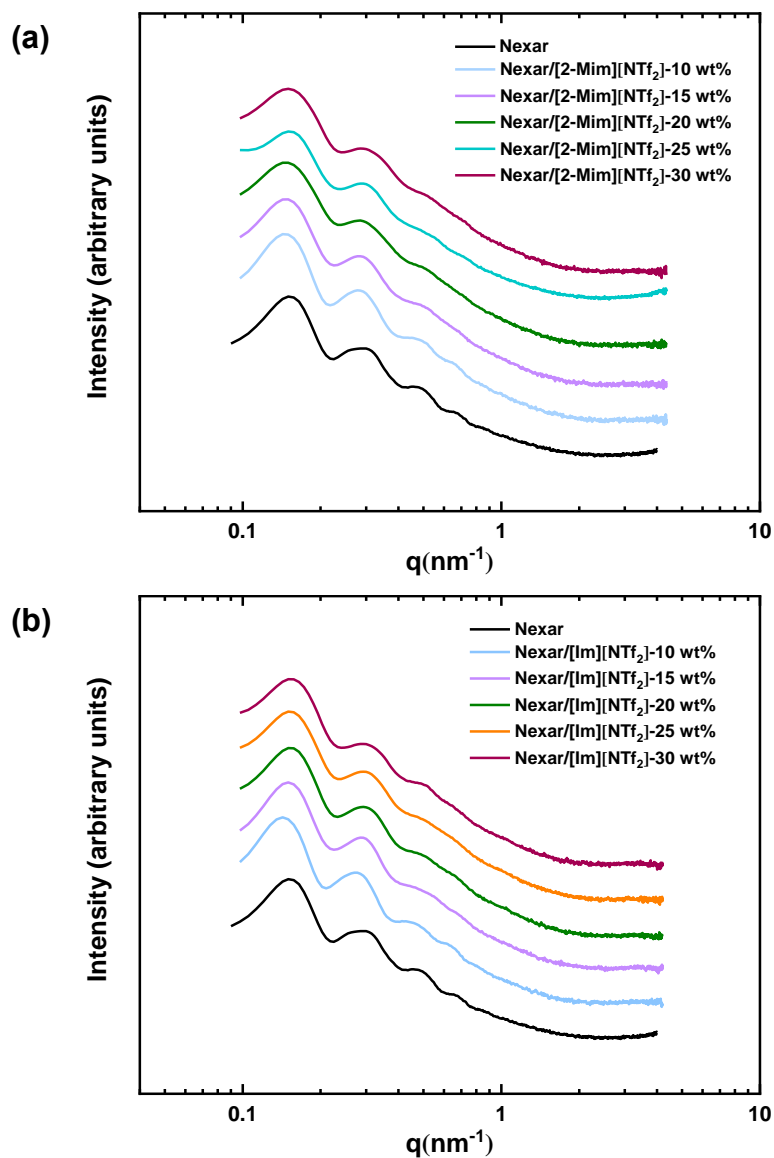 (a)
Nexar
Nexar/[2-Mim][NTf₂]-10 wt%
Nexar/[2-Mim][NTf₂]-15 wt%
Nexar/[2-Mim][NTf₂]-20 wt%
Nexar/[2-Mim][NTf₂]-25 wt%
Nexar/[2-Mim][NTf₂]-30 wt%
Intensity (arbitrary units)
0.1 1 10
q(nm⁻¹)
(b)
Nexar
Nexar/[Im][NTf₂]-10 wt%
Nexar/[Im][NTf₂]-15 wt%
Nexar/[Im][NTf₂]-20 wt%
Nexar/[Im][NTf₂]-25 wt%
Nexar/[Im][NTf₂]-30 wt%
Intensity (arbitrary units)
0.1 1 10
q(nm⁻¹)